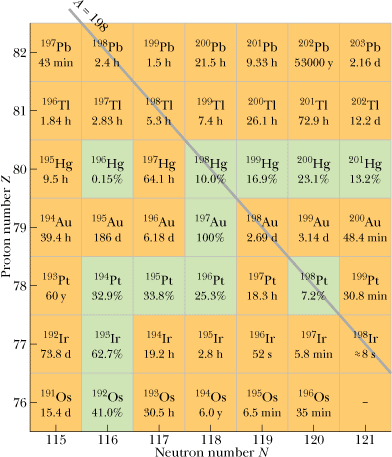 A = 198
Proton number Z
82
197Pb 198Pb 199Pb 200Pb 201Pb 202Pb 203Pb
43 min 2.4 h 1.5 h 21.5 h 9.33 h 53000 y 2.16 d
81
196Tl 197Tl 198Tl 199Tl 200Tl 201Tl 202Tl
1.84 h 2.83 h 5.3 h 7.4 h 26.1 h 72.9 h 12.2 d
80
195Hg 196Hg 197Hg 198Hg 199Hg 200Hg 201Hg
9.5 h 0.15% 64.1 h 10.0% 16.9% 23.1% 13.2%
79
194Au 195Au 196Au 197Au 198Au 199Au 200Au
39.4 h 186 d 6.18 d 100% 2.69 d 3.14 d 48.4 min
78
193Pt 194Pt 195Pt 196Pt 197Pt 198Pt 199Pt
60 y 32.9% 33.8% 25.3% 18.3 h 7.2% 30.8 min
77
192Ir 193Ir 194Ir 195Ir 196Ir 197Ir 198Ir
73.8 d 62.7% 19.2 h 2.8 h 52 s 5.8 min ≈8 s
76
191Os 192Os 193Os 194Os 195Os 196Os –
15.4 d 41.0% 30.5 h 6.0 y 6.5 min 35 min
115 116 117 118 119 120 121
Neutron number N